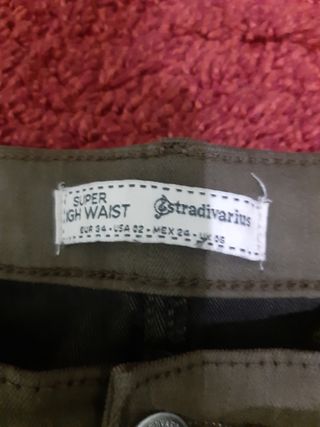 SUPER
IGH WAIST
stradivarius
EUR 34 - USA 02 - MEX 24 - UK 06